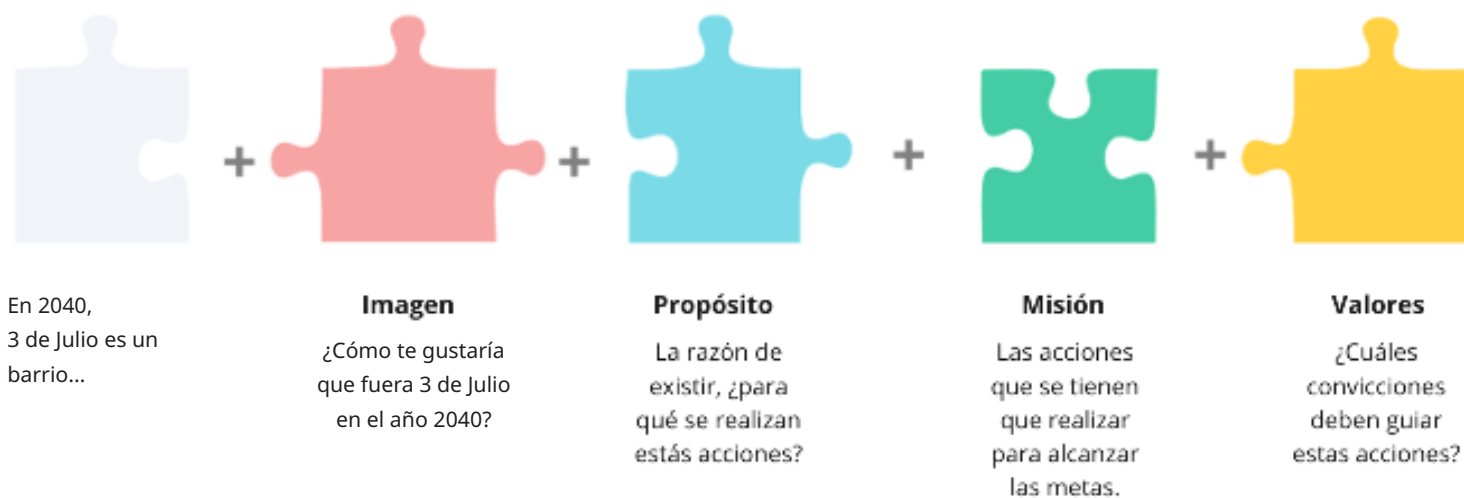 En 2040,
3 de Julio es un
barrio...
Imagen
¿Cómo te gustaría
que fuera 3 de Julio
en el año 2040?
Propósito
La razón de
existir, ¿para
qué se realizan
estás acciones?
Misión
Las acciones
que se tienen
que realizar
para alcanzar
las metas.
Valores
¿Cuáles
convicciones
deben guiar
estas acciones?